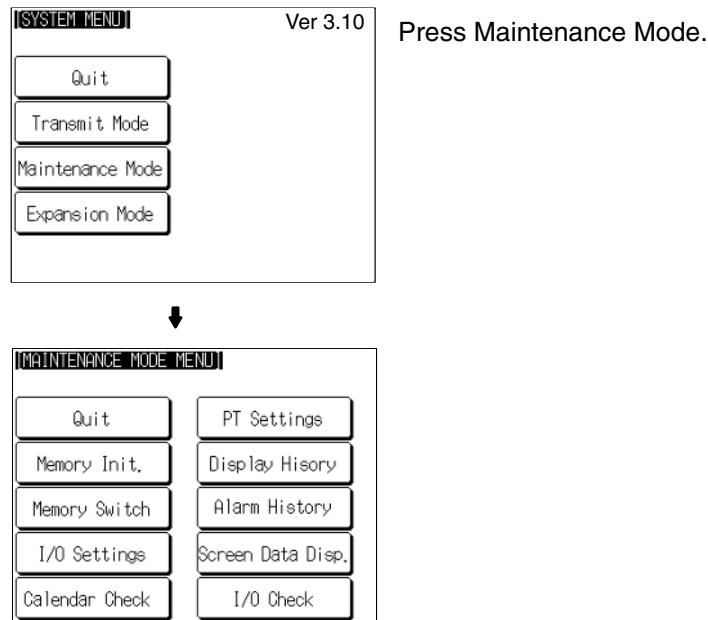 [SYSTEM MENU] Ver 3.10
Press Maintenance Mode.
Quit
Transmit Mode
Maintenance Mode
Expansion Mode
[MAINTENANCE MODE MENU]
Quit PT Settings
Memory Init. Display Hisory
Memory Switch Alarm History
I/O Settings Screen Data Disp.
Calendar Check I/O Check